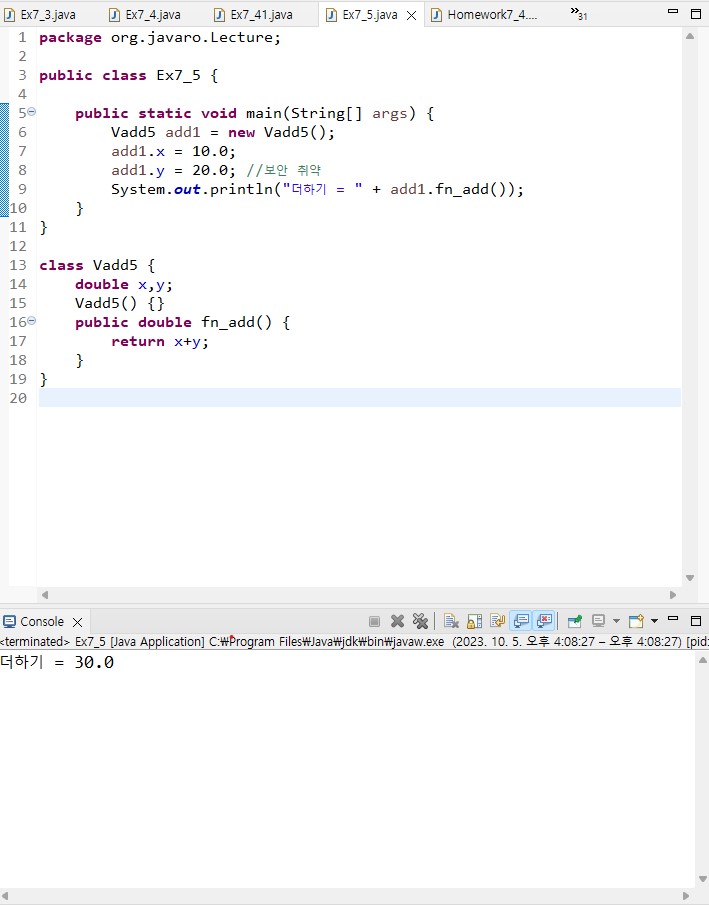 Ex7_3.java Ex7_4.java Ex7_41.java Ex7_5.java Homework7_4.... »31
1 package org.javaro.Lecture;
2
3 public class Ex7_5 {
4
5 public static void main(String[] args) {
6 Vadd5 add1 = new Vadd5();
7 add1.x = 10.0;
8 add1.y = 20.0; //보안 취약
9 System.out.println("더하기 = " + add1.fn_add());
10 }
11 }
12
13 class Vadd5 {
14 double x,y;
15 Vadd5() {}
16 public double fn_add() {
17 return x+y;
18 }
19 }
20
Console
<terminated> Ex7_5 [Java Application] C:₩Program Files₩Java₩jdk₩bin₩javaw.exe (2023. 10. 5. 오후 4:08:27 – 오후 4:08:27) [pid:
더하기 = 30.0